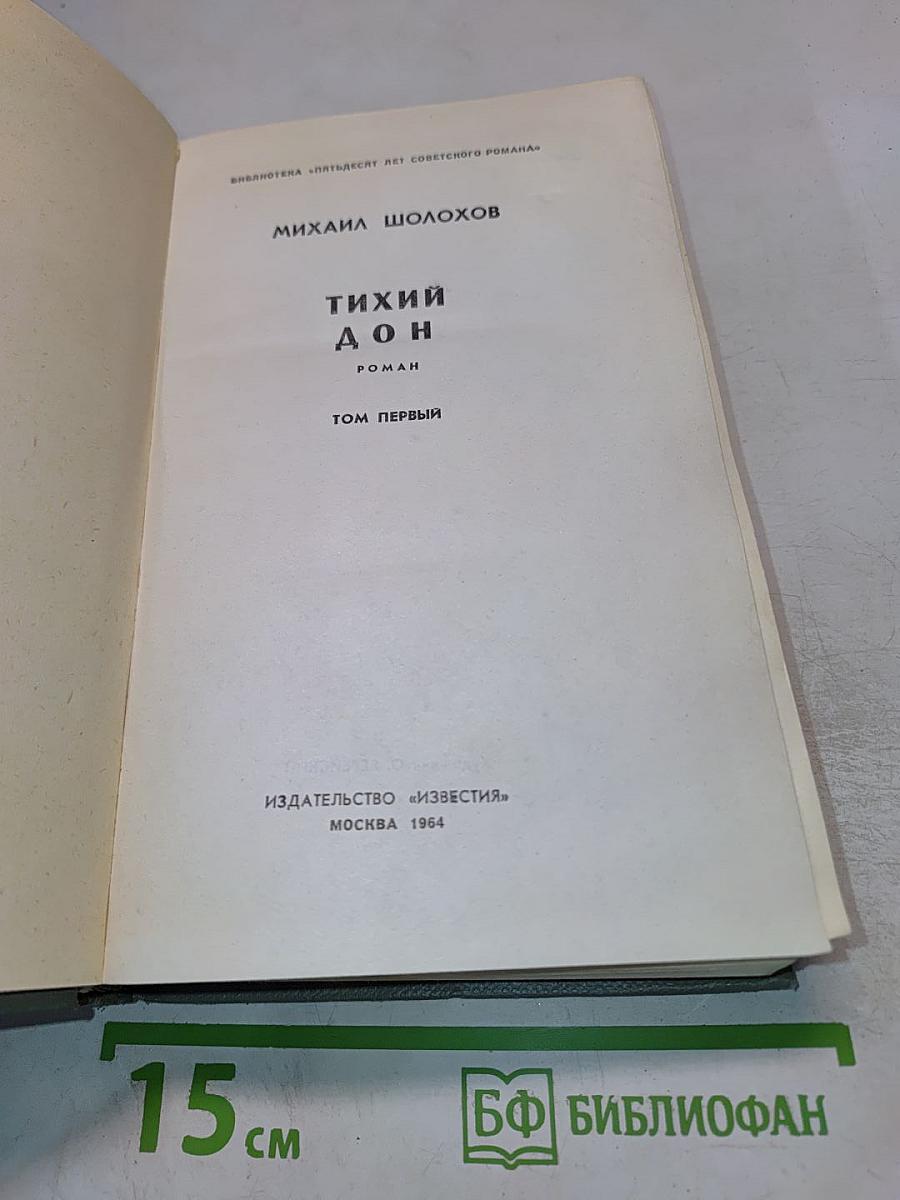 БИБЛИОТЕКА «ПЯТЬДЕСЯТ ЛЕТ СОВЕТСКОГО РОМАНА»
МИХАИЛ ШОЛОХОВ
ТИХИЙ
ДОН
РОМАН
ТОМ ПЕРВЫЙ
ИЗДАТЕЛЬСТВО «ИЗВЕСТИЯ»
МОСКВА 1964
15 см
БФ БИБЛИОФАН